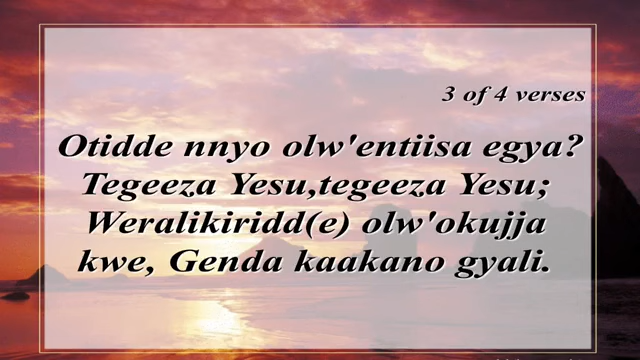 3 of 4 verses
Otidde nnyo olw'entiisa egya?
Tegeeza Yesu,tegeeza Yesu;
Weralikiridd(e) olw'okujja
kwe, Genda kaakano gyali.